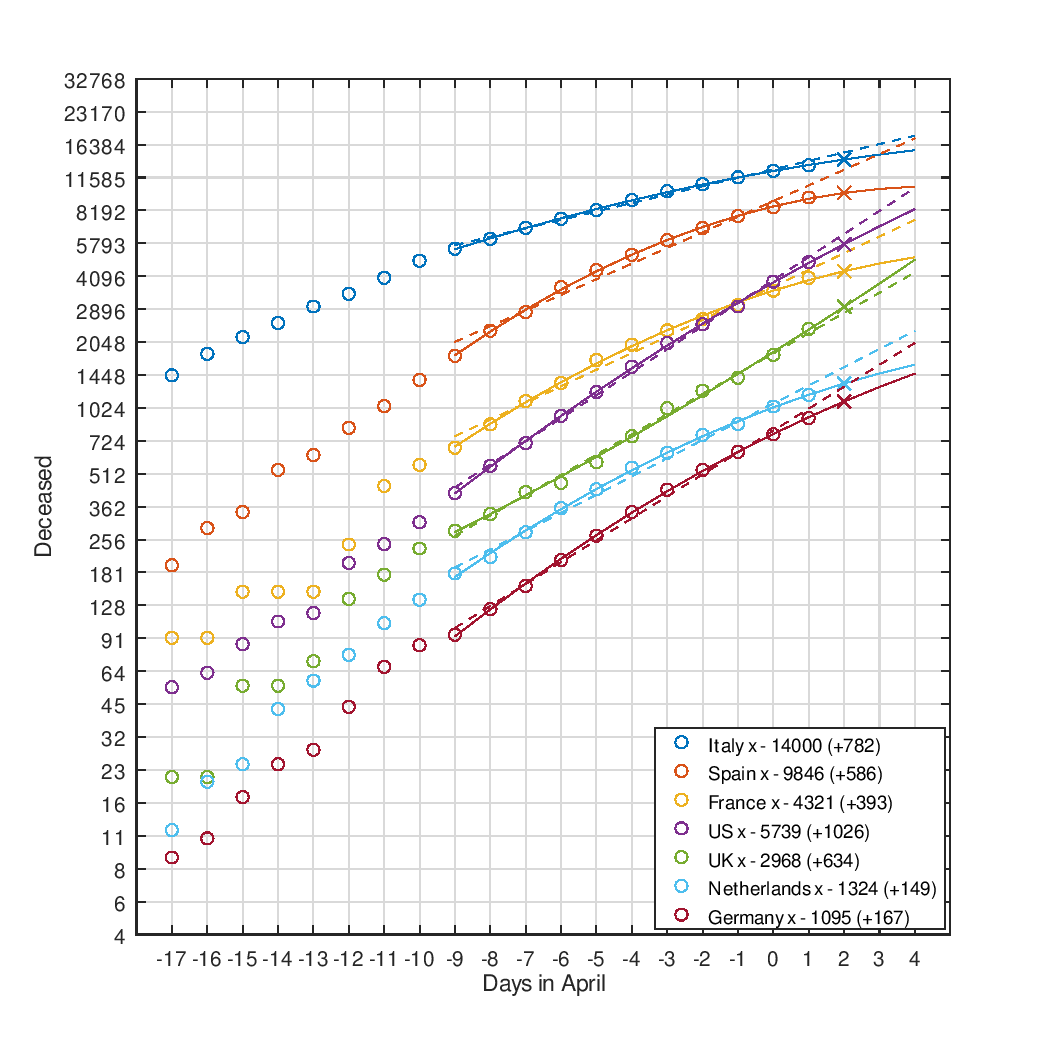 32768
23170
16384
11585
8192
5793
4096
2896
2048
1448
1024
724
512
362
256
181
128
91
64
45
32
23
16
11
8
6
4
Deceased
Italy x - 14000 (+782)
Spain x - 9846 (+586)
France x - 4321 (+393)
US x - 5739 (+1026)
UK x - 2968 (+634)
Netherlands x - 1324 (+149)
Germany x - 1095 (+167)
-17 -16 -15 -14 -13 -12 -11 -10 -9 -8 -7 -6 -5 -4 -3 -2 -1 0 1 2 3 4
Days in April